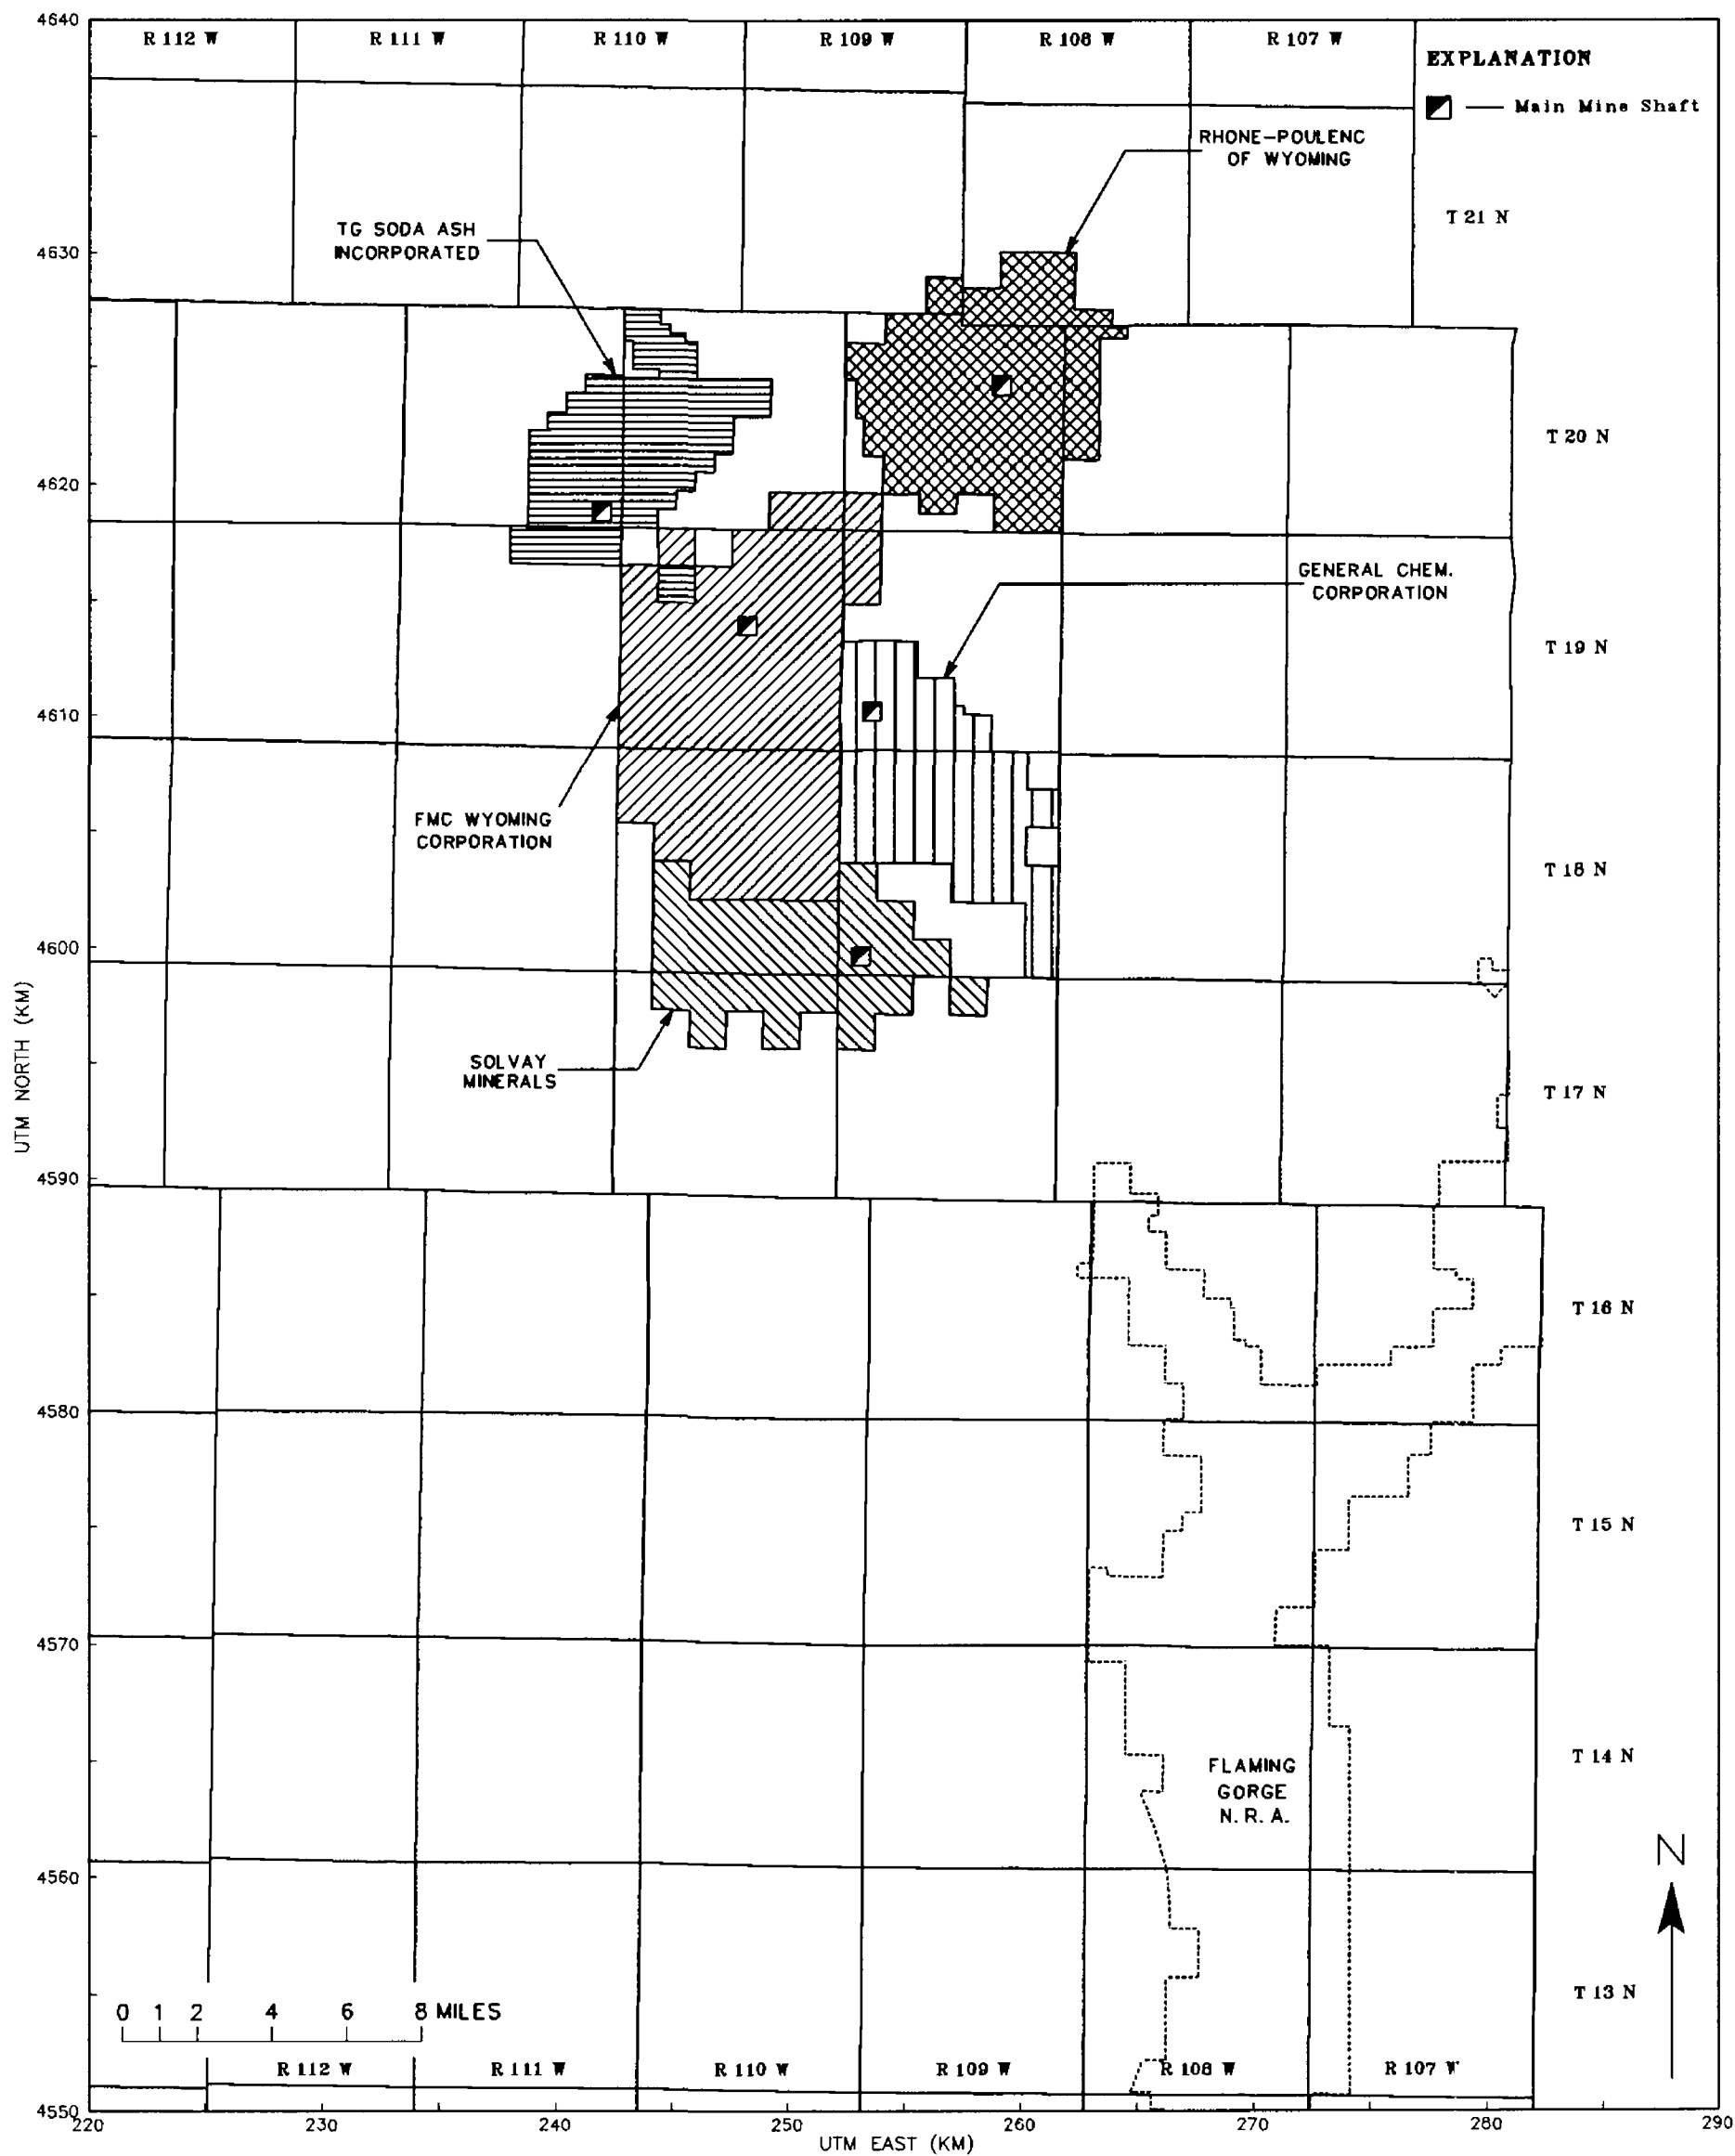 4640
R 112 W R 111 W R 110 W R 109 W R 108 W R 107 W
EXPLANATION
Main Mine Shaft
RHONE-POULENC
OF WYOMING
T 21 N
TG SODA ASH
INCORPORATED
4630
T 20 N
4620
GENERAL CHEM.
CORPORATION
T 19 N
4610
FMC WYOMING
CORPORATION
T 18 N
4600
SOLVAY
MINERALS
T 17 N
UTM NORTH (KM)
4590
T 16 N
4580
T 15 N
4570
T 14 N
FLAMING
GORGE
N. R. A.
N
4560
T 13 N
0 1 2 4 6 8 MILES
R 112 W R 111 W R 110 W R 109 W R 108 W R 107 W
4550
220 230 240 250 260 270 280 290
UTM EAST (KM)